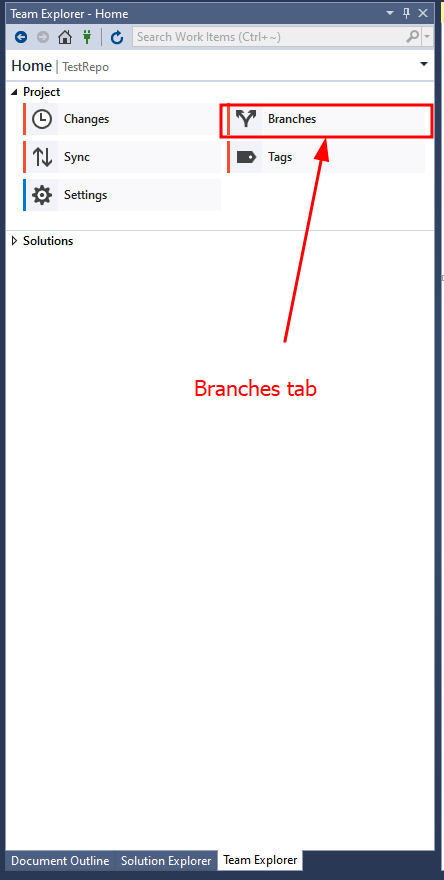 Team Explorer - Home
Search Work Items (Ctrl+~)
Home | TestRepo
Project
Changes
Branches
Sync
Tags
Settings
Solutions
Branches tab
Document Outline Solution Explorer Team Explorer